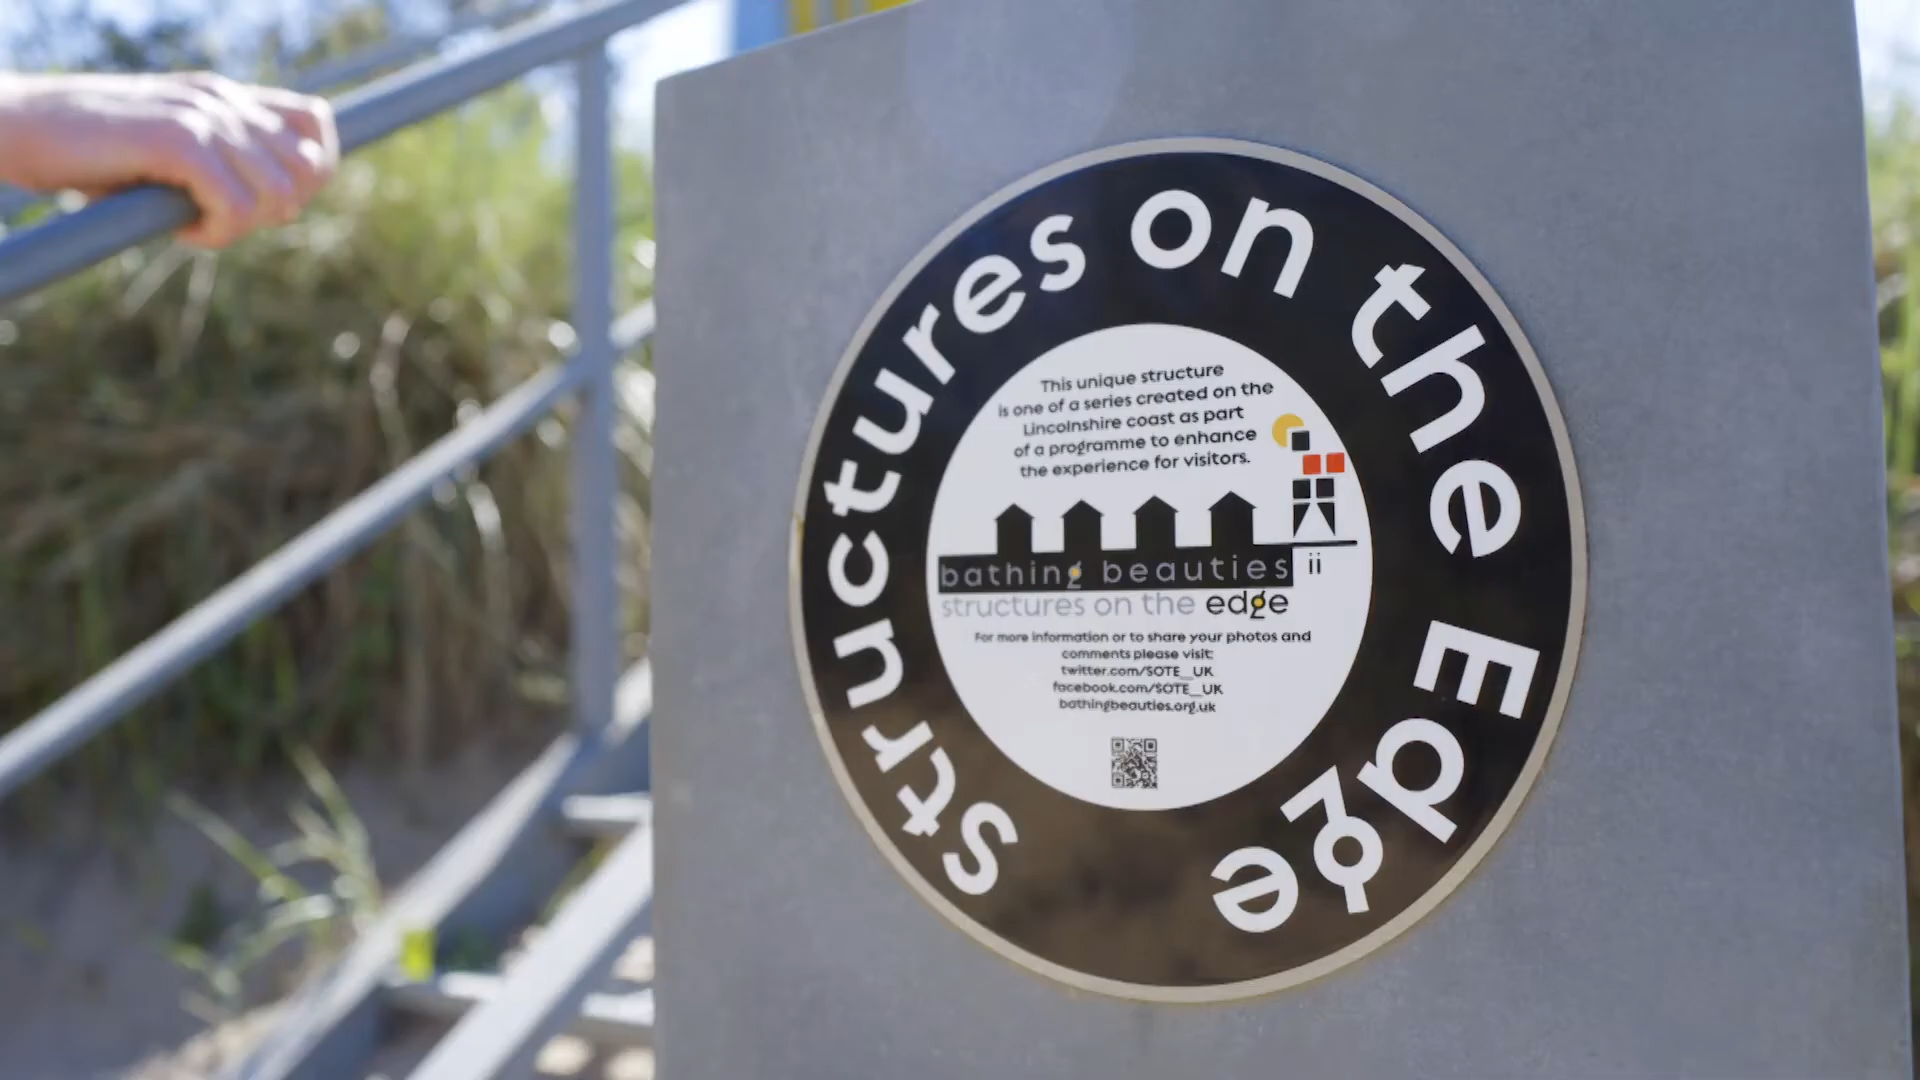 Structures on the Edge
This unique structure
is one of a series created on the
Lincolnshire coast as part
of a programme to enhance
the experience for visitors.
bathing beauties ii
structures on the edge
For more information or to share your photos and
comments please visit:
twitter.com/SOTE_UK
facebook.com/SOTE_UK
bathingbeauties.org.uk